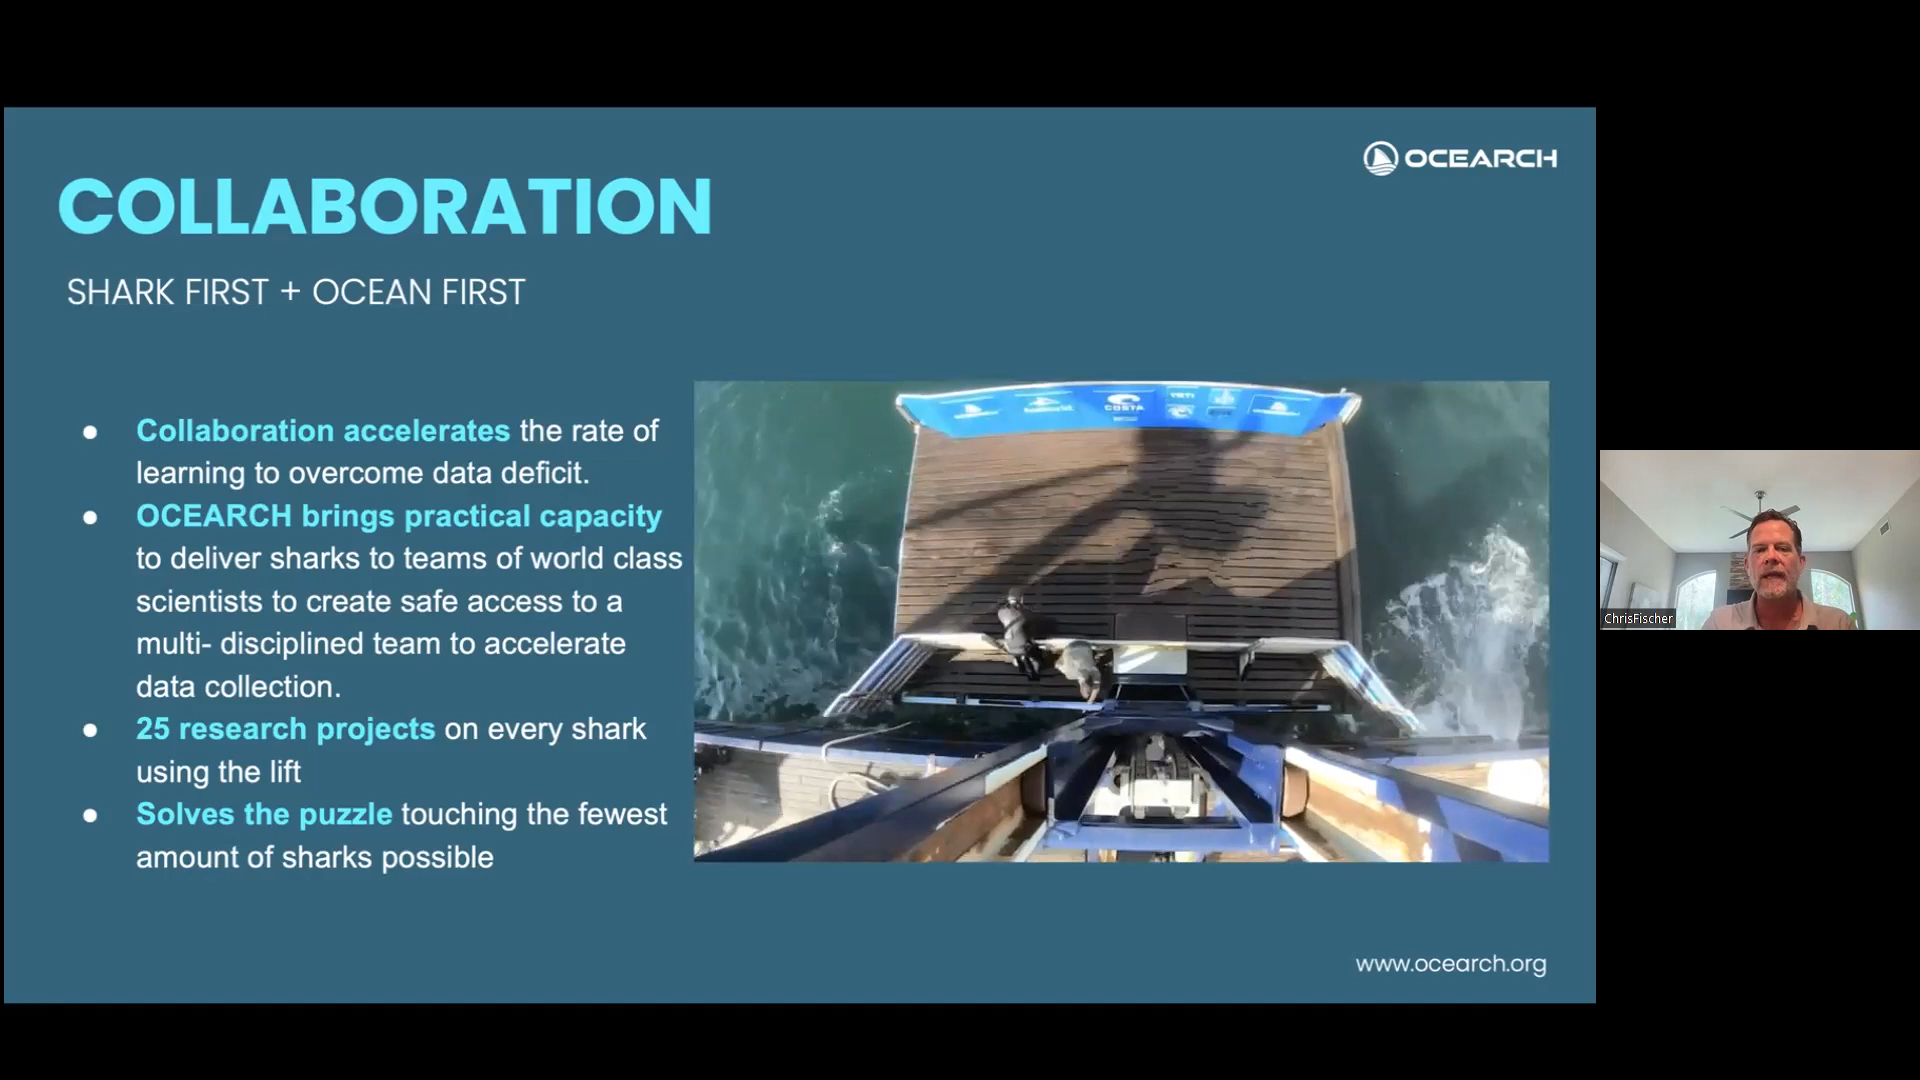 OCEARCH
COLLABORATION
SHARK FIRST + OCEAN FIRST
Collaboration accelerates the rate of
learning to overcome data deficit.
OCEARCH brings practical capacity
to deliver sharks to teams of world class
scientists to create safe access to a
multi- disciplined team to accelerate
data collection.
25 research projects on every shark
using the lift
Solves the puzzle touching the fewest
amount of sharks possible
COSTA
YETI
ChrisFischer
www.ocearch.org